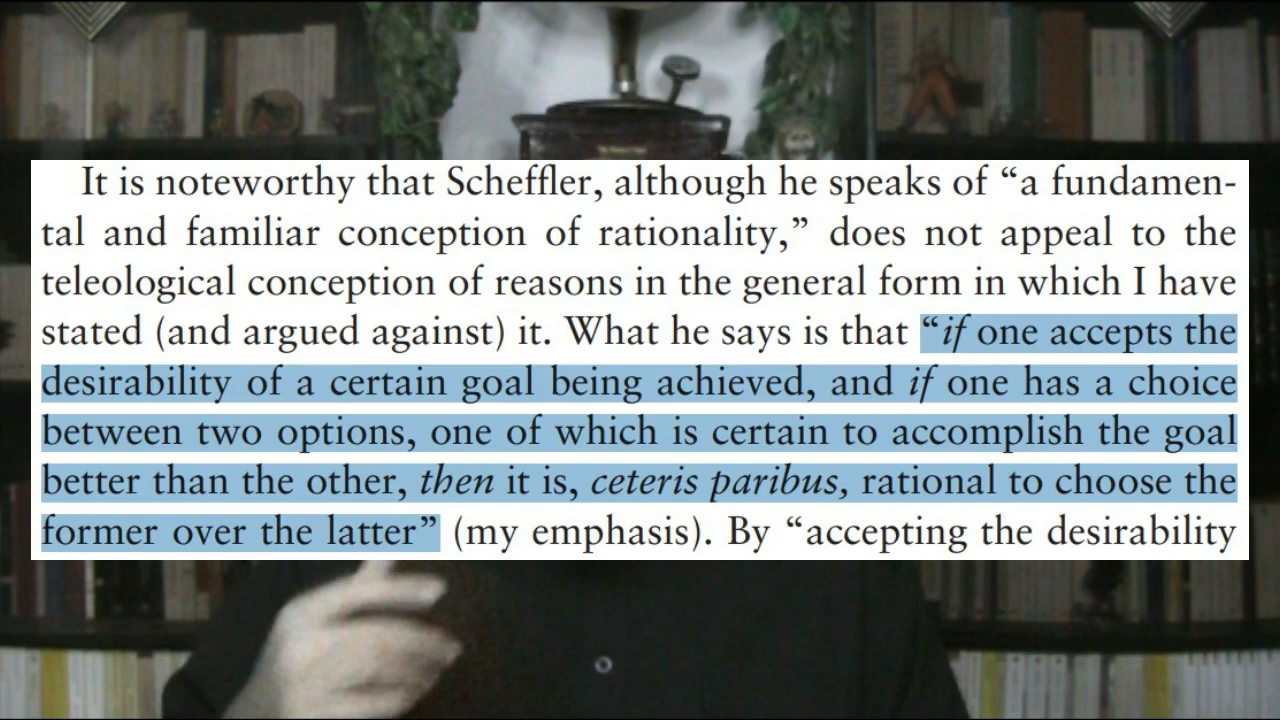 It is noteworthy that Scheffler, although he speaks of “a fundamen-
tal and familiar conception of rationality,” does not appeal to the
teleological conception of reasons in the general form in which I have
stated (and argued against) it. What he says is that “if one accepts the
desirability of a certain goal being achieved, and if one has a choice
between two options, one of which is certain to accomplish the goal
better than the other, then it is, ceteris paribus, rational to choose the
former over the latter” (my emphasis). By “accepting the desirability